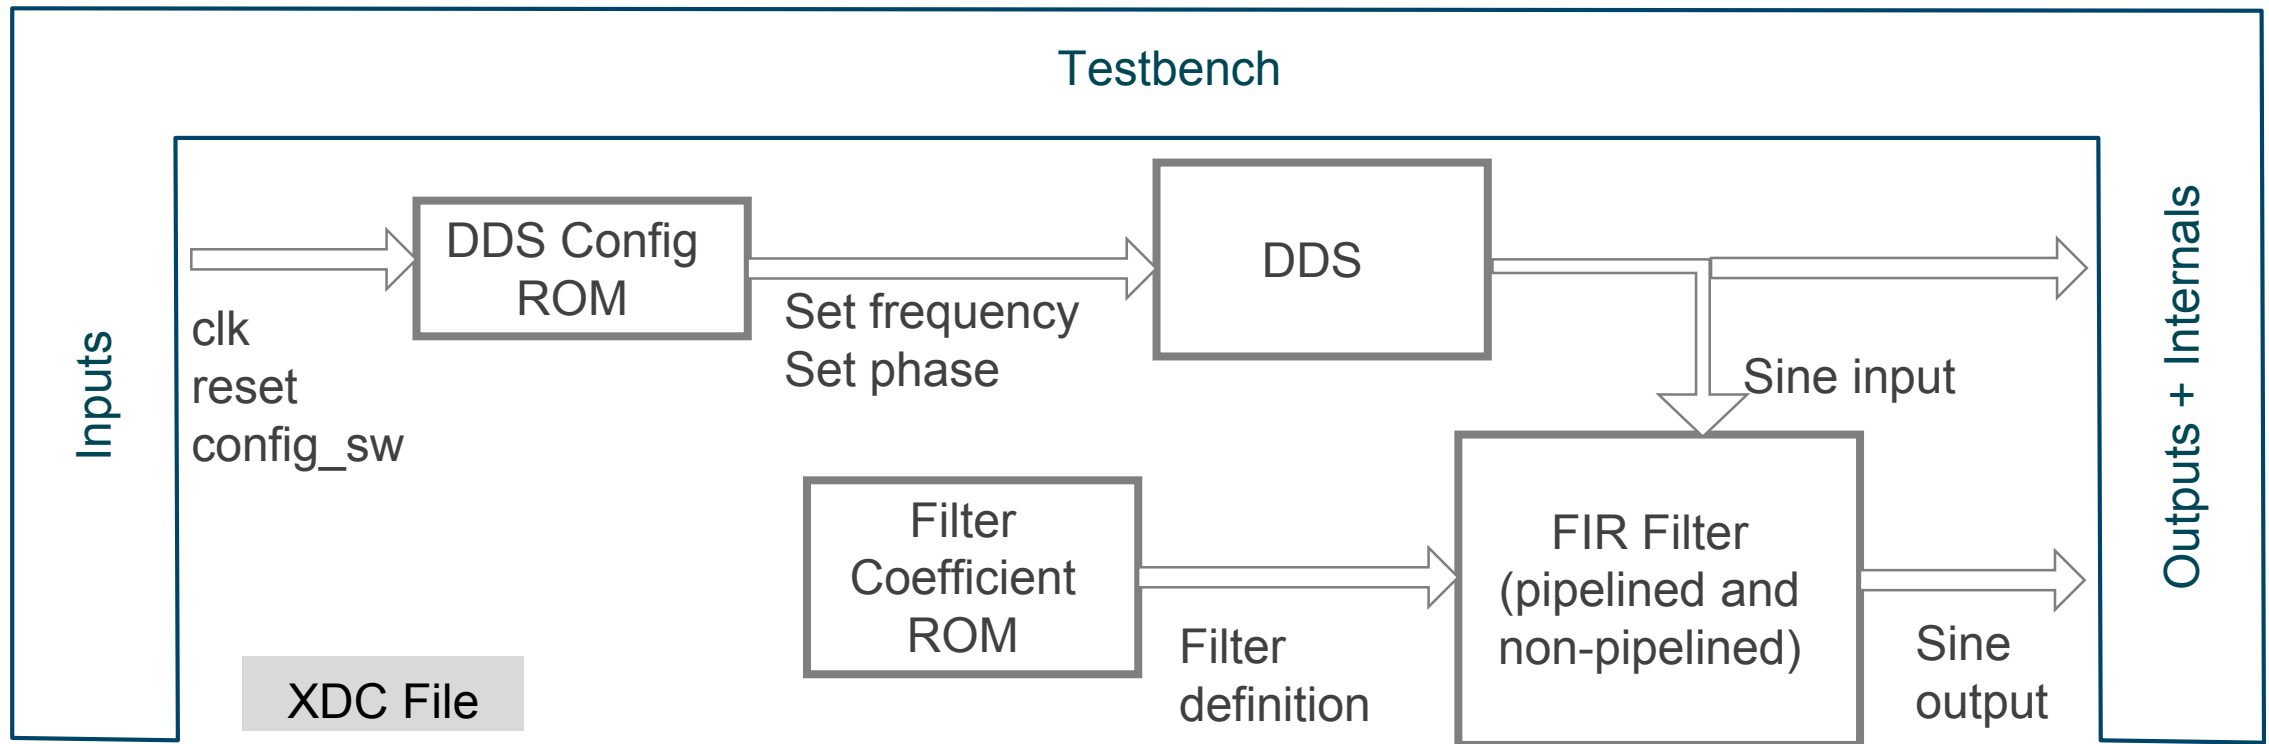 Testbench
Inputs
clk
reset
config_sw
DDS Config
ROM
Set frequency
Set phase
DDS
Sine input
Outputs + Internals
Filter
Coefficient
ROM
Filter
definition
FIR Filter
(pipelined and
non-pipelined)
Sine
output
XDC File